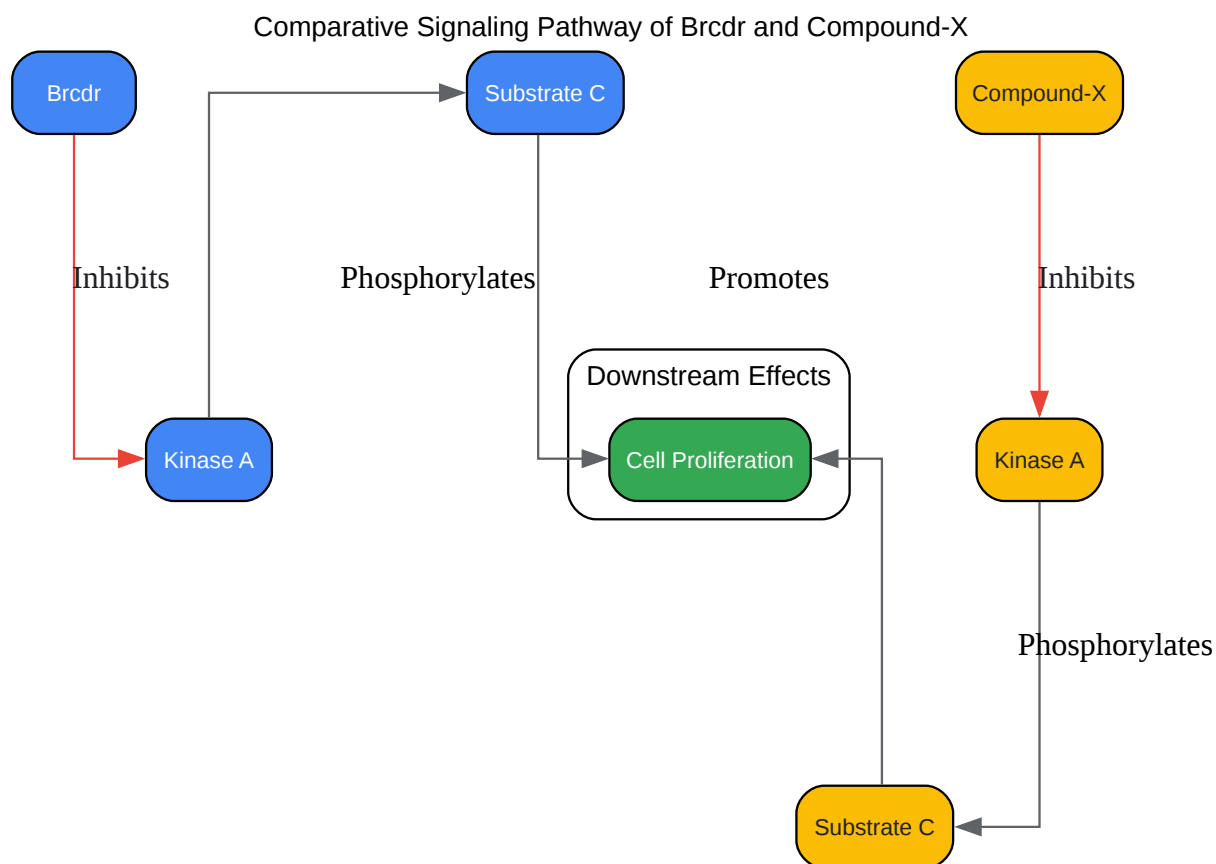 Comparative Signaling Pathway of Brcdr and Compound-X
Brcdr
Substrate C
Compound-X
Inhibits
Phosphorylates
Promotes
Inhibits
Downstream Effects
Kinase A
Cell Proliferation
Kinase A
Phosphorylates
Substrate C